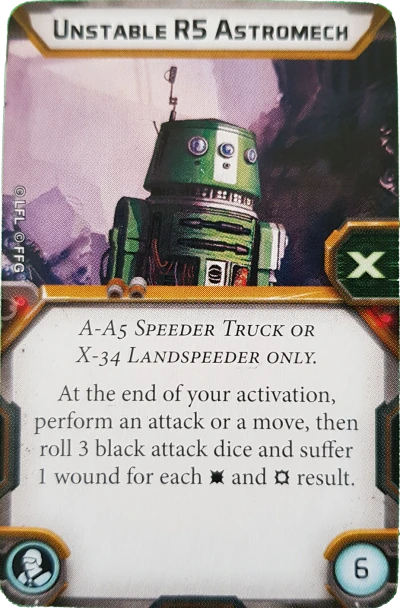 Unstable R5 Astromech
© LFL © FFG
X
A-A5 Speeder Truck or
X-34 Landspeeder only.
At the end of your activation,
perform an attack or a move, then
roll 3 black attack dice and suffer
1 wound for each and result.
6